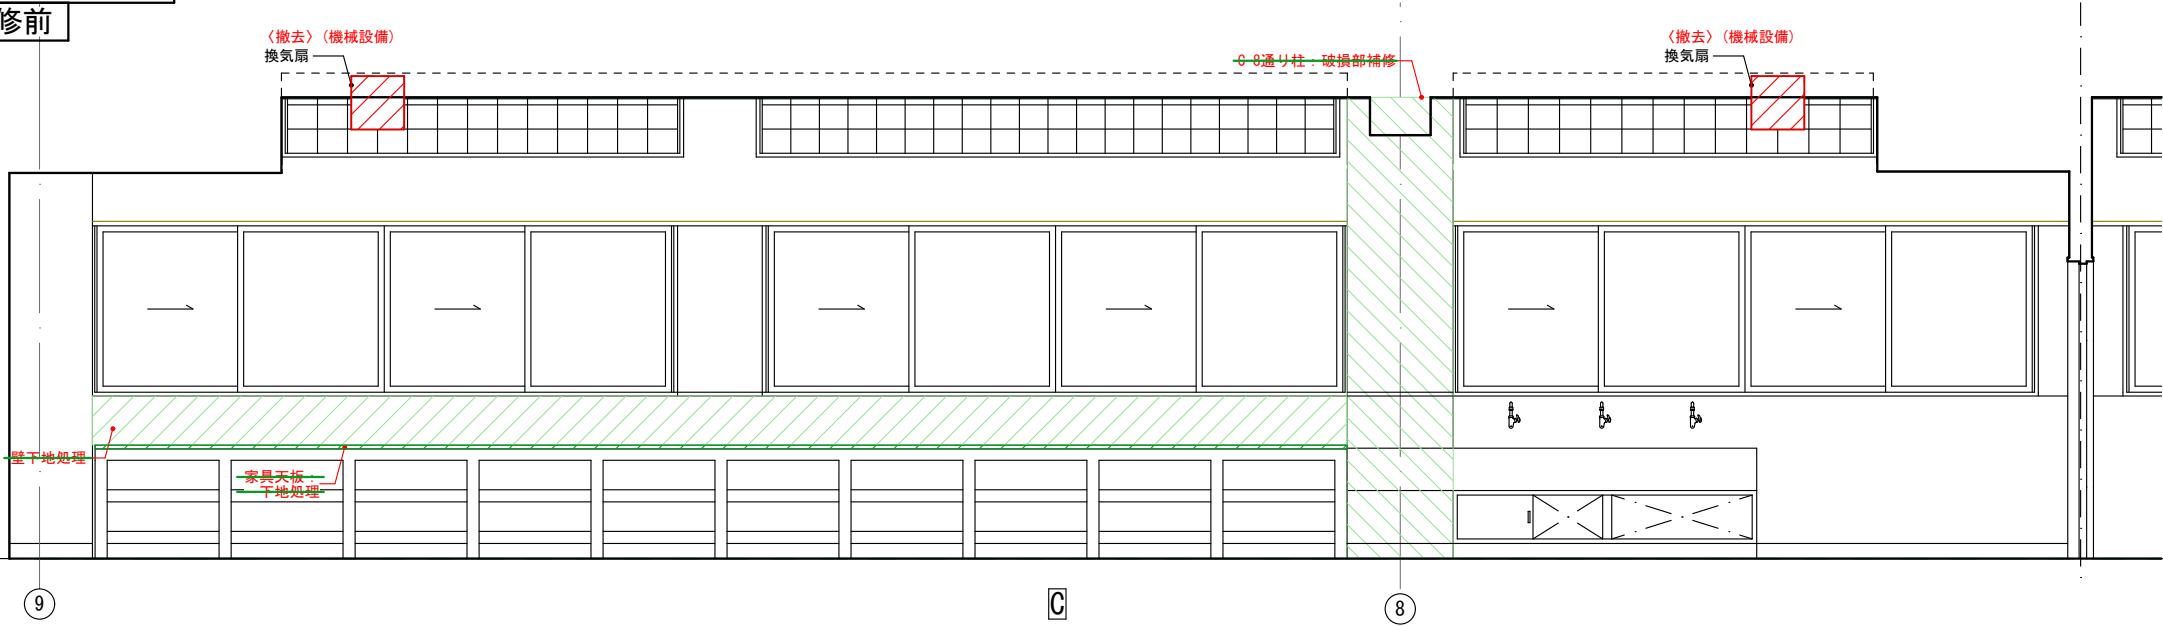 修前
〈撤去〉(機械設備)
換気扇
C-8通り柱：破損部補修
〈撤去〉(機械設備)
換気扇
壁下地処理
家具天板：
下地処理
9
C
8